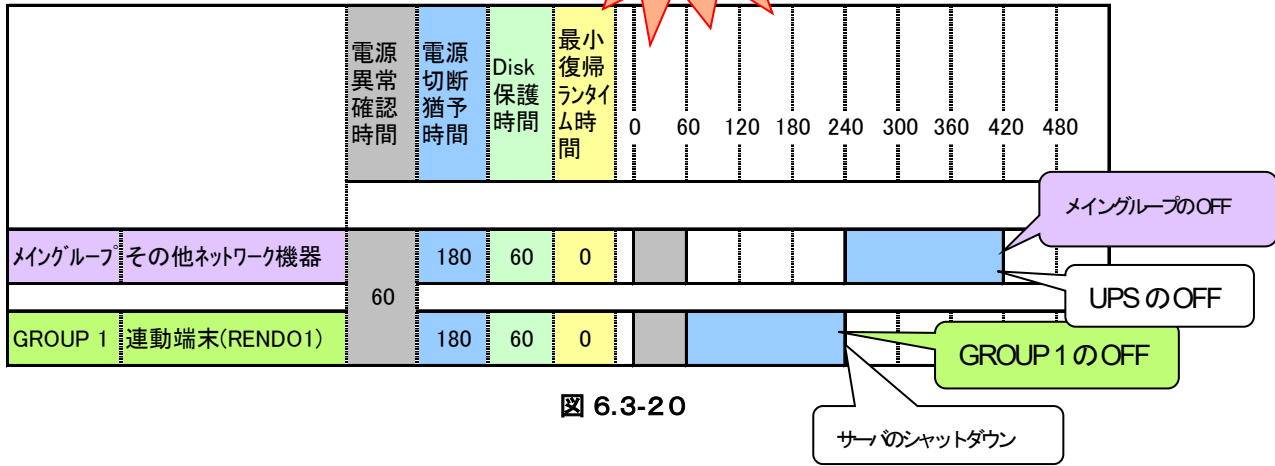 電源
異常
確認
時間
電源
切断
猶予
時間
Disk
保護
時間
最小
復帰
ランタイ
ム時
間
0 60 120 180 240 300 360 420 480
メイングループのOFF
メイングループ その他ネットワーク機器 180 60 0
60
UPS のOFF
GROUP 1 連動端末(RENDO1) 180 60 0
GROUP 1 のOFF
図 6.3-20
サーバのシャットダウン